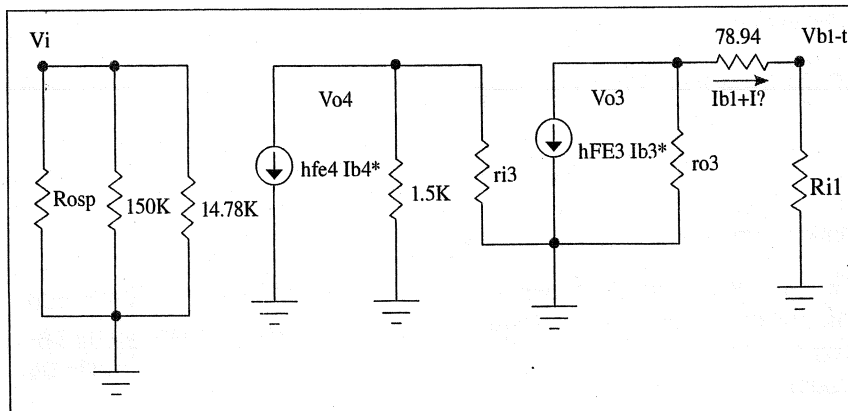 Vi
78.94
Vb1-t
Vo4
Vo3
Ib1+I?
hfe4 Ib4*
hFE3 Ib3*
ri3
ro3
Rosp
150K
14.78K
1.5K
Ri1